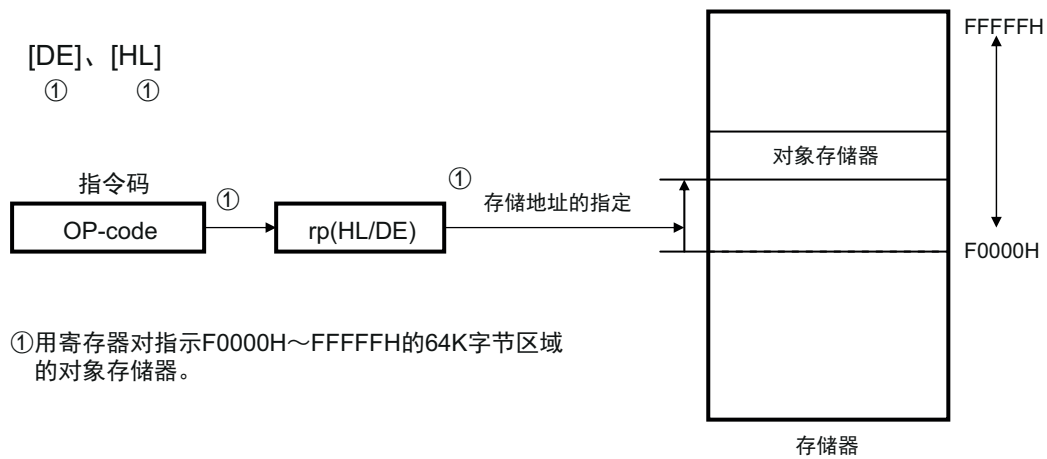 [DE]、[HL]
① ①
指令码
OP-code
①
rp(HL/DE)
①
存储地址的指定
对象存储器
FFFFFH
F0000H
①用寄存器对指示F0000H～FFFFFH的64K字节区域
的对象存储器。
存储器